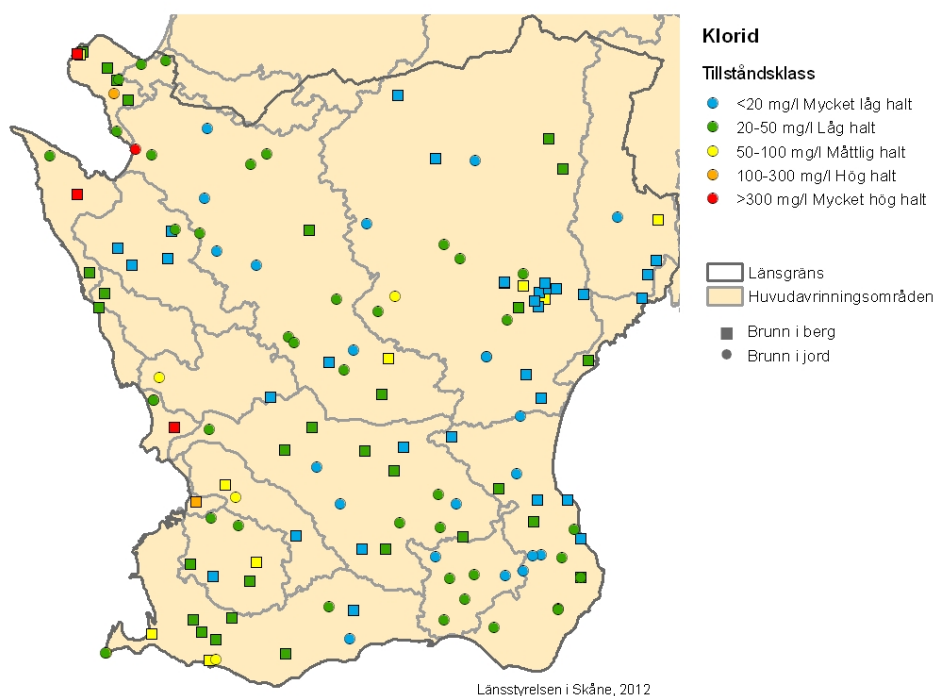 Klorid
Tillståndsklass
<20 mg/l Mycket låg halt
20-50 mg/l Låg halt
50-100 mg/l Måttlig halt
100-300 mg/l Hög halt
>300 mg/l Mycket hög halt
Länsgräns
Huvudavrinningsområden
Brunn i berg
Brunn i jord
Länsstyrelsen i Skåne, 2012